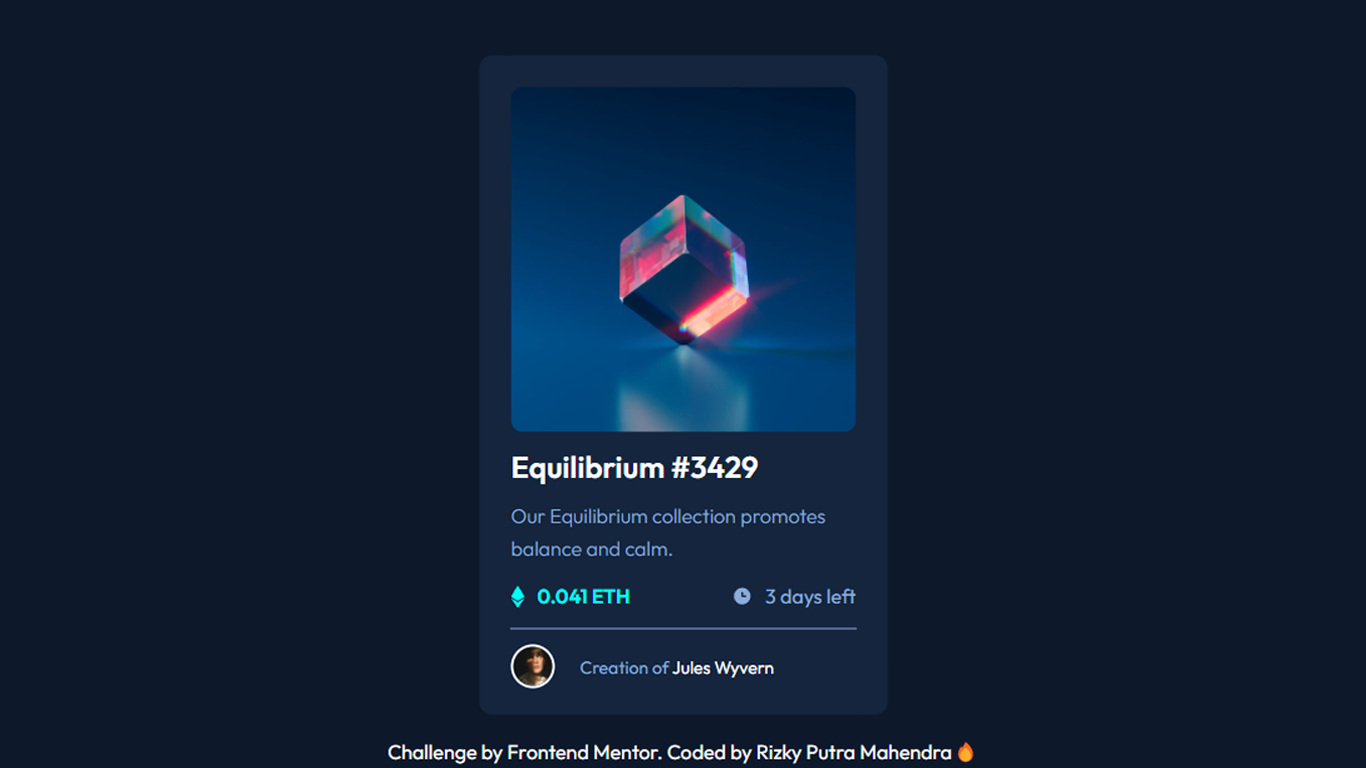 Equilibrium #3429
Our Equilibrium collection promotes
balance and calm.
0.041 ETH
3 days left
Creation of Jules Wyvern
Challenge by Frontend Mentor. Coded by Rizky Putra Mahendra 🔥